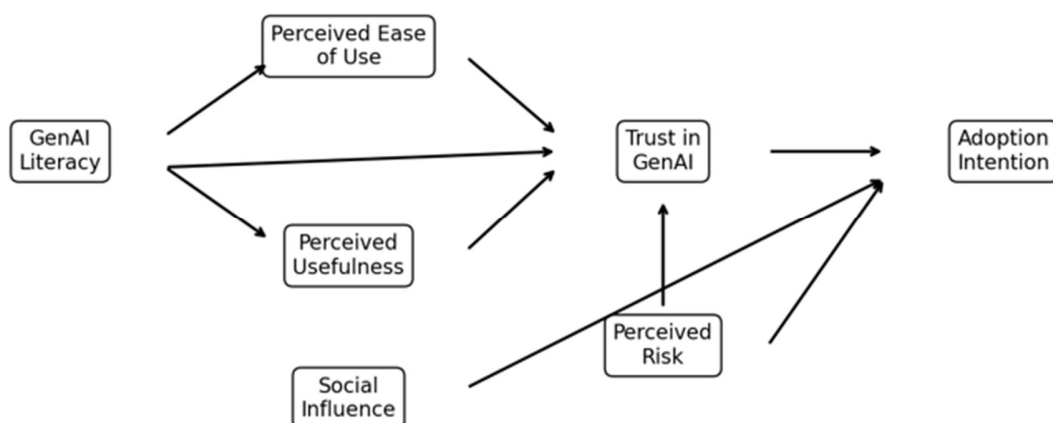 Perceived Ease
of Use
GenAI
Literacy
Trust in
GenAI
Adoption
Intention
Perceived
Usefulness
Perceived
Risk
Social
Influence